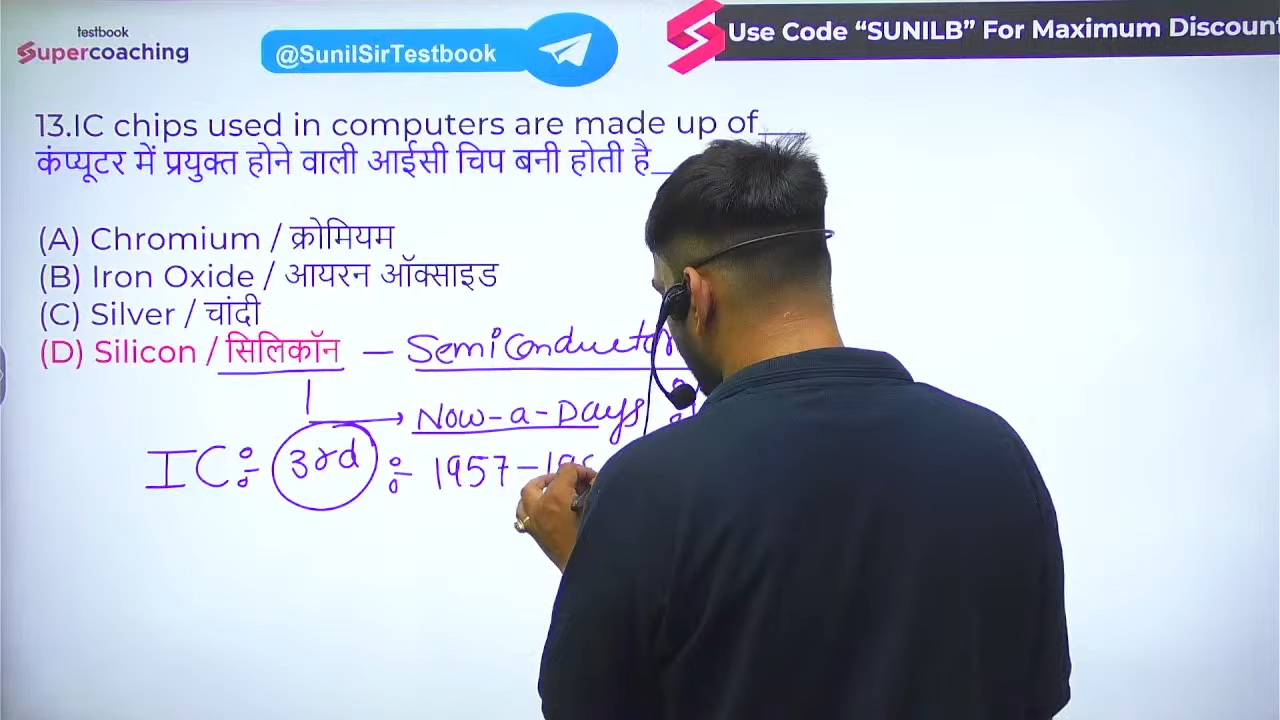 testbook
Supercoaching
@SunilSirTestbook
Use Code “SUNILB” For Maximum Discount
13.IC chips used in computers are made up of___
कंप्यूटर में प्रयुक्त होने वाली आईसी चिप बनी होती है_
(A) Chromium / क्रोमियम
(B) Iron Oxide / आयरन ऑक्साइड
(C) Silver / चांदी
(D) Silicon / सिलिकॉन — Semiconductor
Now-a-Days
IC:- 3rd :- 1957-